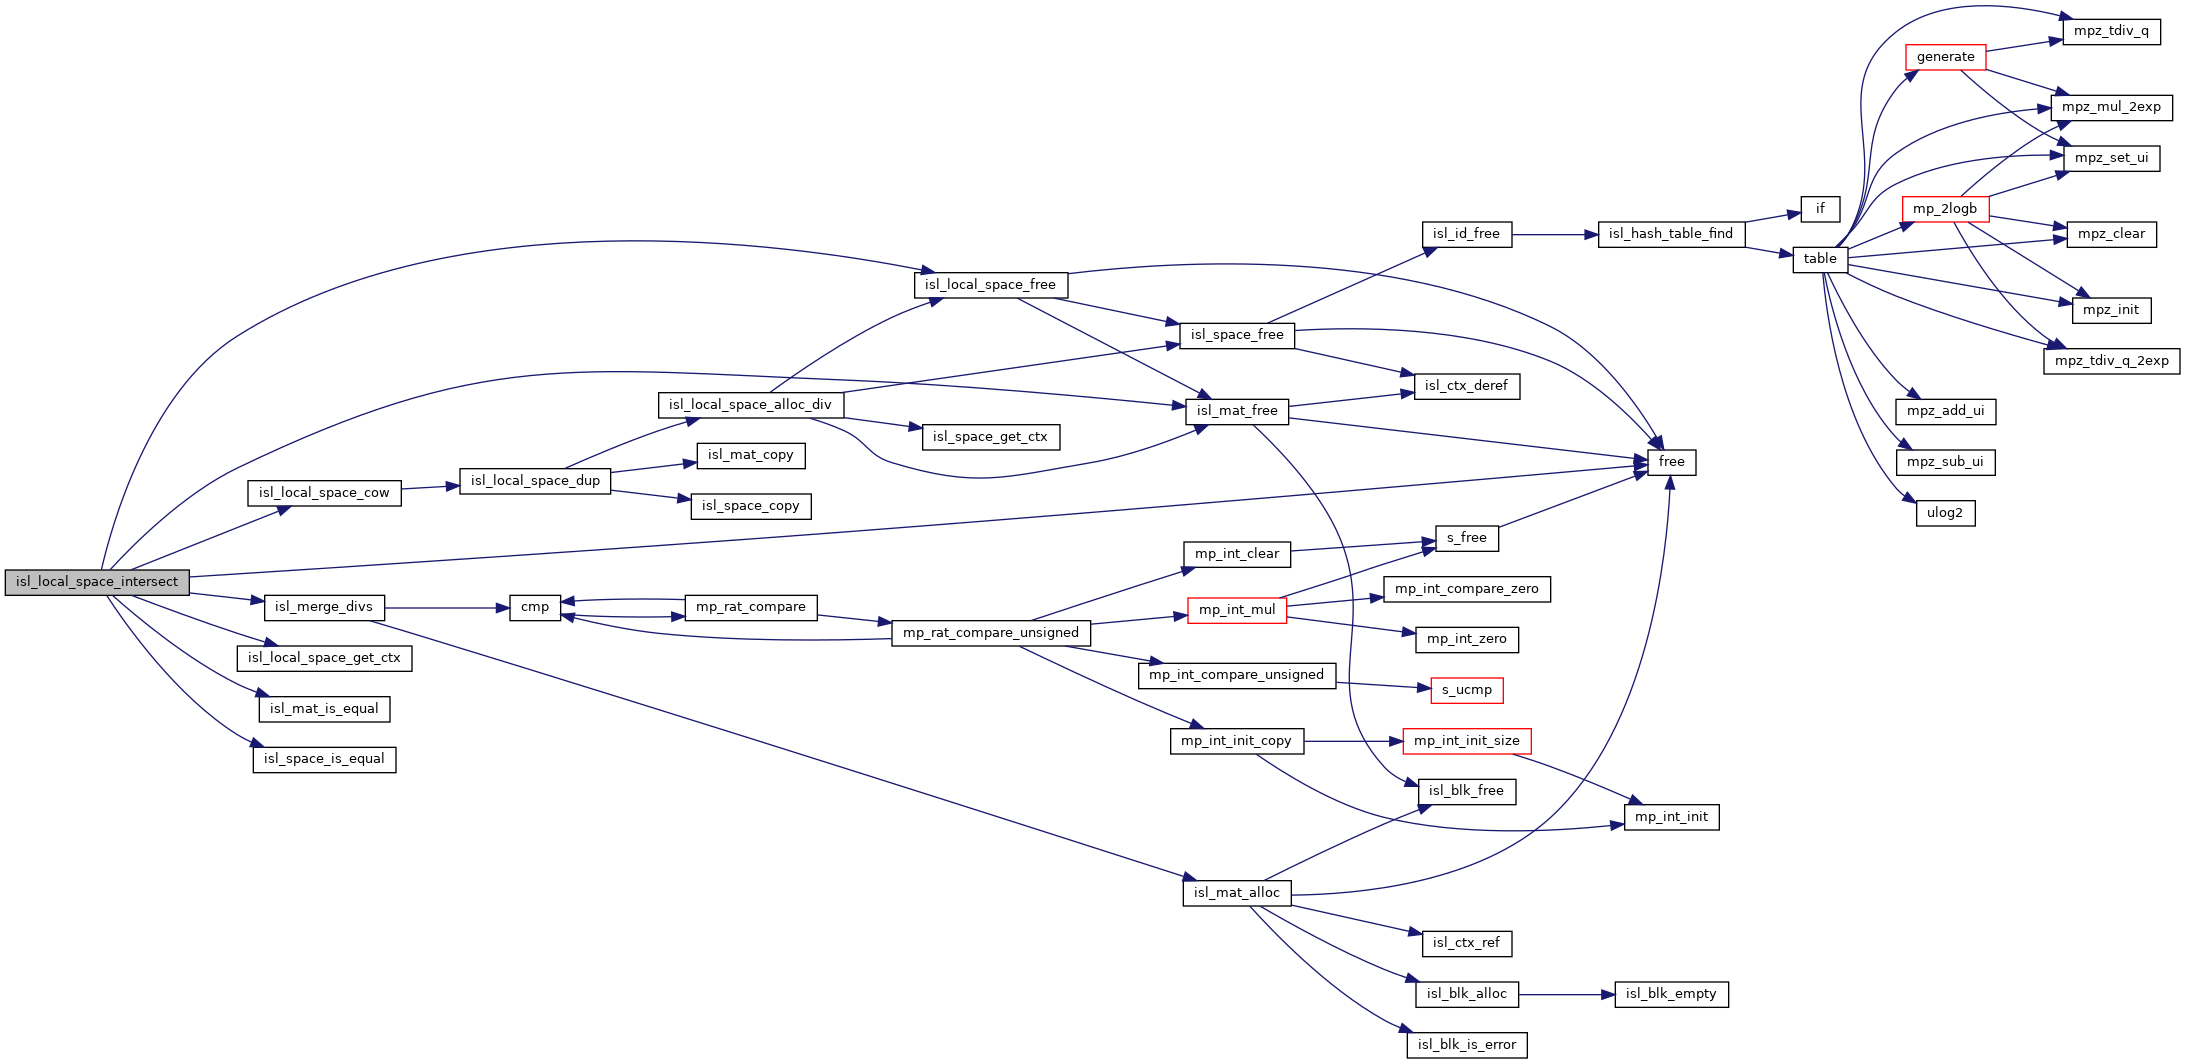 isl_local_space_intersect
isl_local_space_cow
isl_merge_divs
isl_local_space_get_ctx
isl_mat_is_equal
isl_space_is_equal
isl_local_space_dup
cmp
isl_local_space_alloc_div
isl_mat_copy
isl_space_copy
mp_rat_compare
isl_local_space_free
isl_space_get_ctx
mp_rat_compare_unsigned
isl_space_free
isl_mat_free
mp_int_clear
mp_int_mul
mp_int_compare_unsigned
mp_int_init_copy
isl_mat_alloc
isl_id_free
isl_ctx_deref
s_free
mp_int_compare_zero
mp_int_zero
s_ucmp
mp_int_init_size
isl_blk_free
isl_ctx_ref
isl_blk_alloc
isl_blk_is_error
isl_hash_table_find
free
mp_int_init
isl_blk_empty
if
table
generate
mp_2logb
mpz_add_ui
mpz_sub_ui
ulog2
mpz_tdiv_q
mpz_mul_2exp
mpz_set_ui
mpz_clear
mpz_init
mpz_tdiv_q_2exp